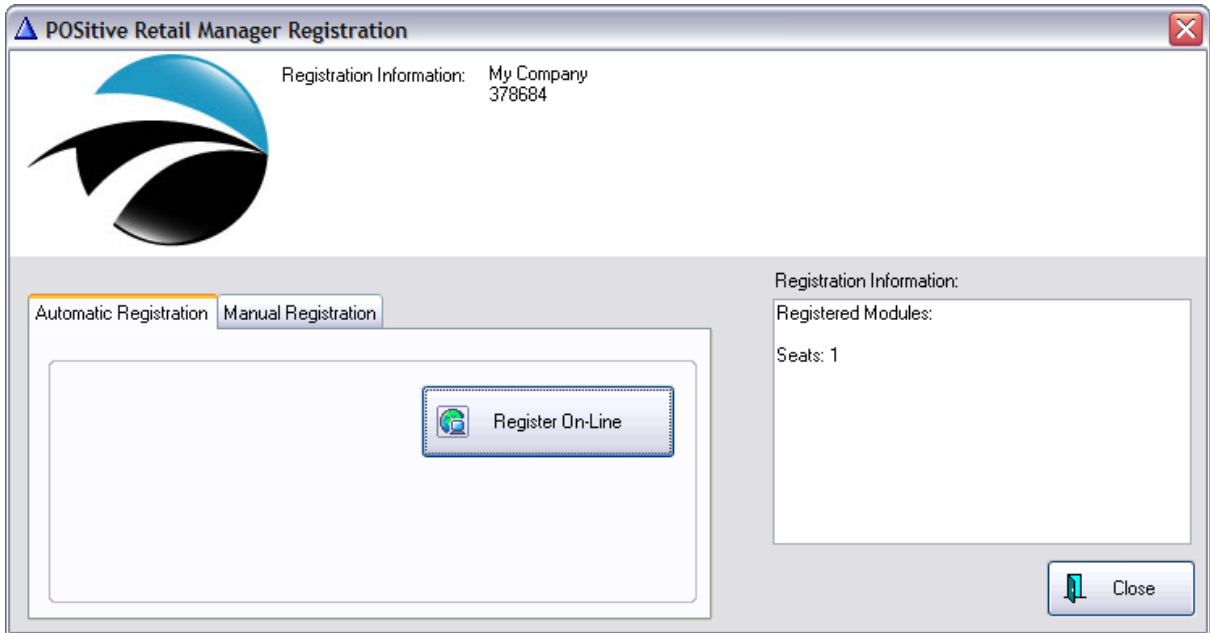 POSitive Retail Manager Registration
Registration Information: My Company
378684
Registration Information:
Automatic Registration Manual Registration
Registered Modules:
Seats: 1
Register On-Line
Close